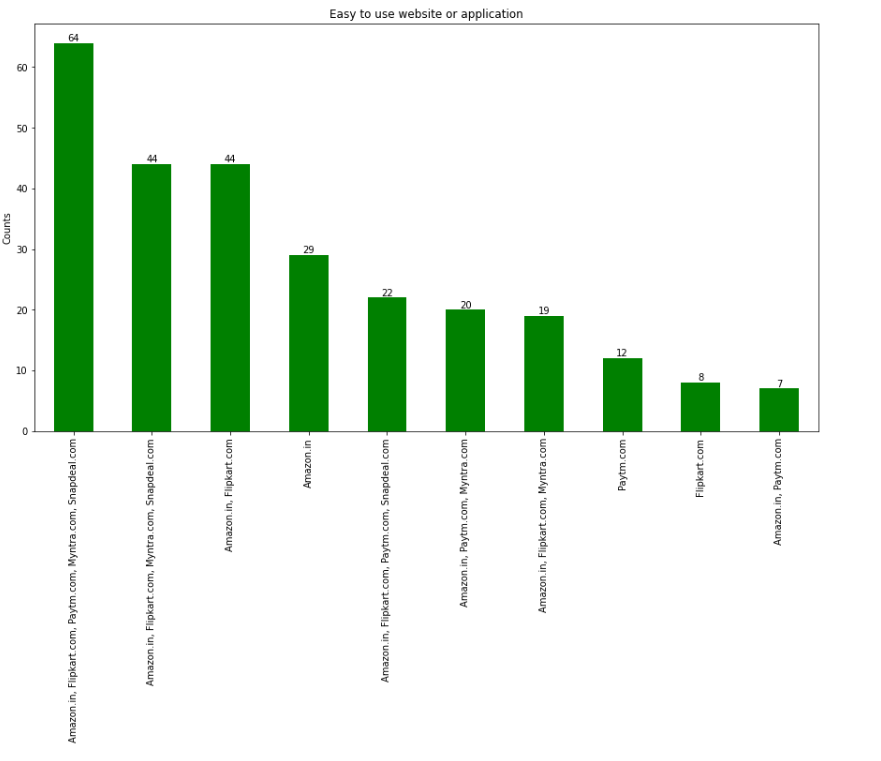 Easy to use website or application
Counts
60
50
40
30
20
10
0
64
44
44
29
22
20
19
12
8
7
Amazon.in, Flipkart.com, Paytm.com, Myntra.com, Snapdeal.com
Amazon.in, Flipkart.com, Myntra.com, Snapdeal.com
Amazon.in, Flipkart.com
Amazon.in
Amazon.in, Flipkart.com, Paytm.com, Snapdeal.com
Amazon.in, Paytm.com, Myntra.com
Amazon.in, Flipkart.com, Myntra.com
Paytm.com
Flipkart.com
Amazon.in, Paytm.com